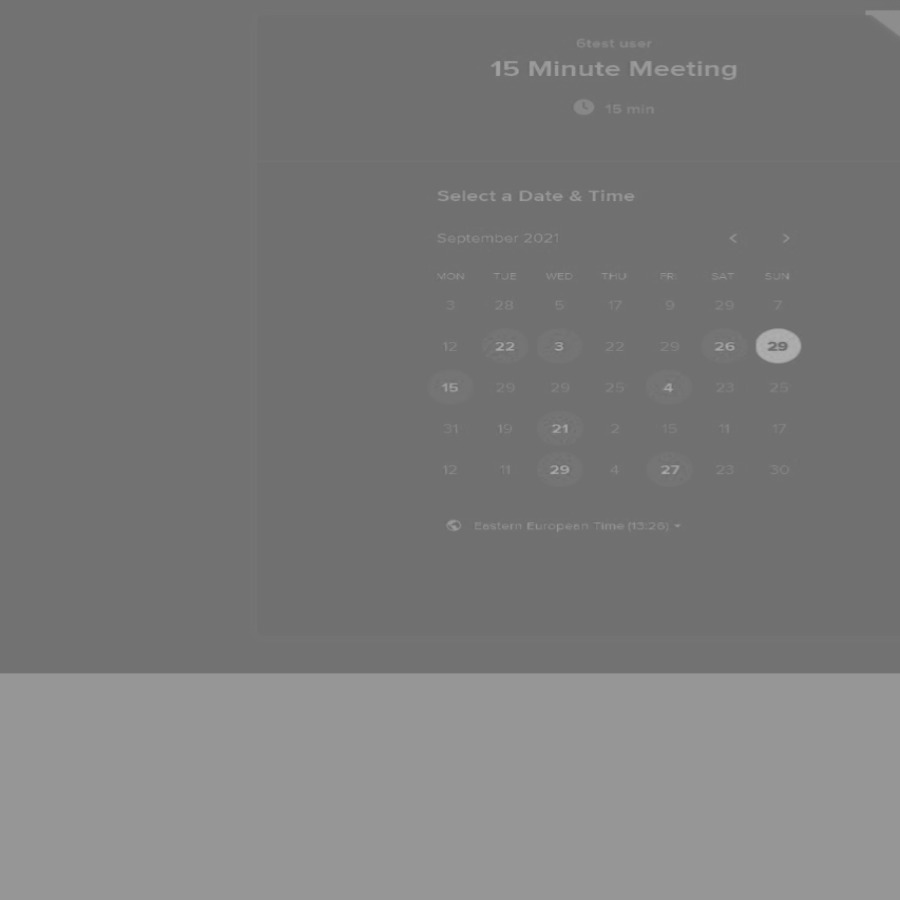 6test user
15 Minute Meeting
15 min
Select a Date & Time
September 2021
MON TUE WED THU FRI SAT SUN
3 28 5 17 9 29 7
12 22 3 22 29 26 29
15 29 29 25 4 23 25
31 19 21 2 15 11 17
12 11 29 4 27 23 30
Eastern European Time (13:26)